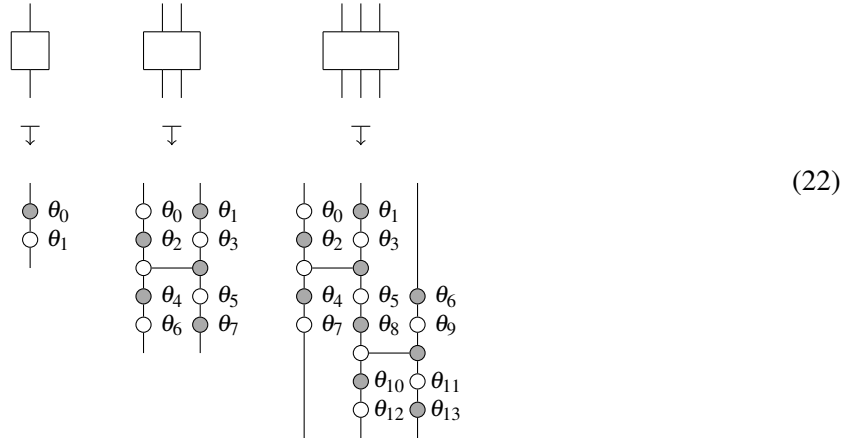 (22)
θ₀ θ₁ θ₀ θ₁
θ₀ θ₂ θ₃ θ₂ θ₃
θ₁
θ₄ θ₅ θ₄ θ₅ θ₆
θ₆ θ₇ θ₇ θ₈ θ₉
θ₁₀ θ₁₁
θ₁₂ θ₁₃